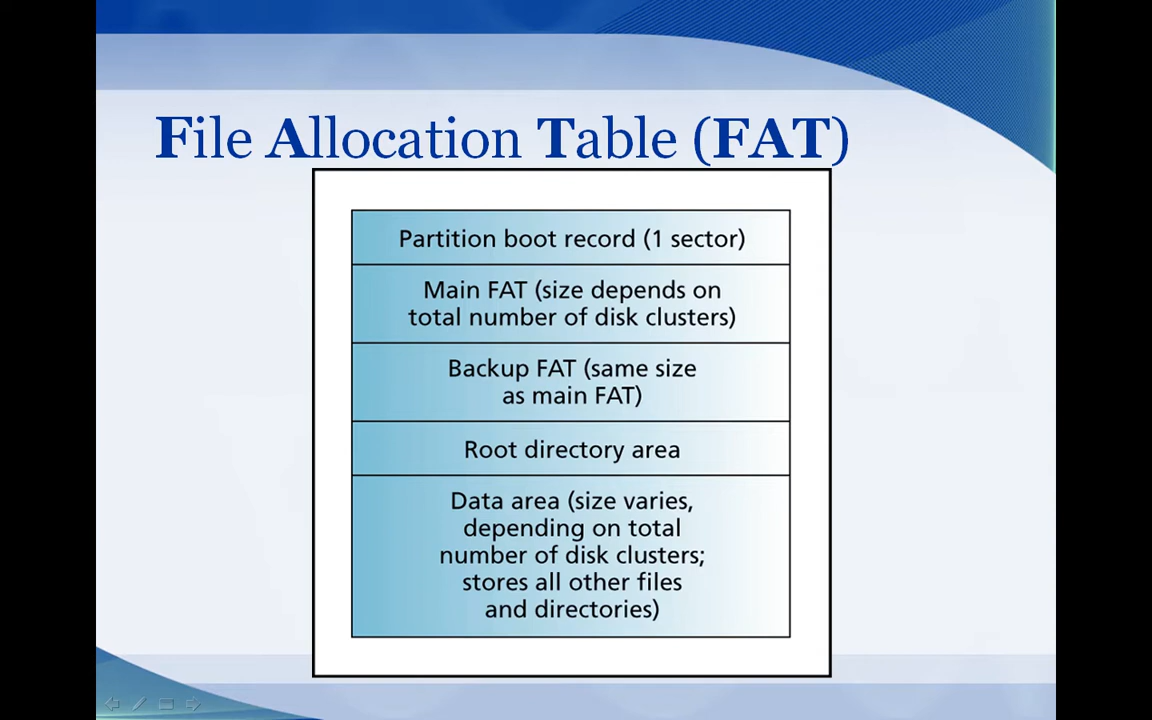 File Allocation Table (FAT)
Partition boot record (1 sector)
Main FAT (size depends on
total number of disk clusters)
Backup FAT (same size
as main FAT)
Root directory area
Data area (size varies,
depending on total
number of disk clusters;
stores all other files
and directories)